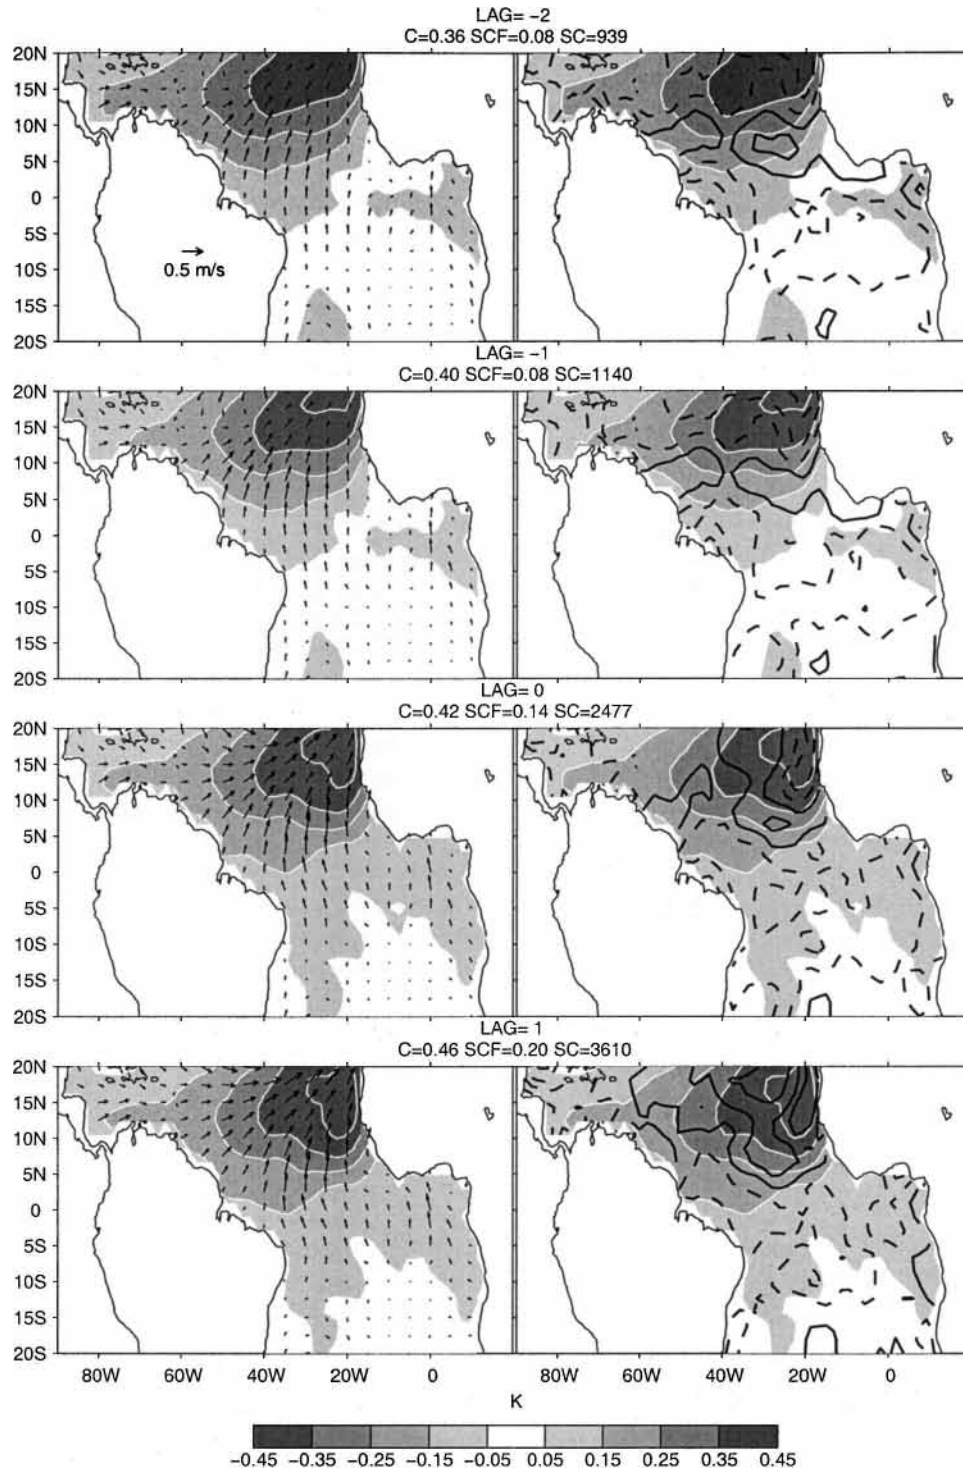 LAG= −2
C=0.36 SCF=0.08 SC=939
20N
15N
10N
5N
0
5S
10S
15S
20S
0.5 m/s
LAG= −1
C=0.40 SCF=0.08 SC=1140
20N
15N
10N
5N
0
5S
10S
15S
20S
LAG= 0
C=0.42 SCF=0.14 SC=2477
20N
15N
10N
5N
0
5S
10S
15S
20S
LAG= 1
C=0.46 SCF=0.20 SC=3610
20N
15N
10N
5N
0
5S
10S
15S
20S
80W 60W 40W 20W 0 80W 60W 40W 20W 0
K
−0.45 −0.35 −0.25 −0.15 −0.05 0.05 0.15 0.25 0.35 0.45